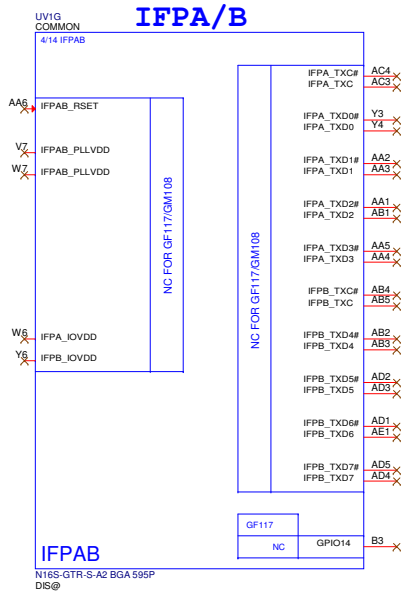 IFPA/B
UV1G
COMMON
4/14 IFPAB
AA6 IFPAB_RSET
V7 IFPAB_PLLVDD
W7 IFPAB_PLLVDD
NC FOR GF117/GM108
W6 IFPA_IOVDD
Y6 IFPB_IOVDD
NC FOR GF117/GM108
IFPA_TXC# AC4
IFPA_TXC AC3
IFPA_TXD0# Y3
IFPA_TXD0 Y4
IFPA_TXD1# AA2
IFPA_TXD1 AA3
IFPA_TXD2# AA1
IFPA_TXD2 AB1
IFPA_TXD3# AA5
IFPA_TXD3 AA4
IFPB_TXC# AB4
IFPB_TXC AB5
IFPB_TXD4# AB2
IFPB_TXD4 AB3
IFPB_TXD5# AD2
IFPB_TXD5 AD3
IFPB_TXD6# AD1
IFPB_TXD6 AE1
IFPB_TXD7# AD5
IFPB_TXD7 AD4
GF117
NC GPIO14 B3
IFPAB
N16S-GTR-S-A2 BGA 595P
DIS@